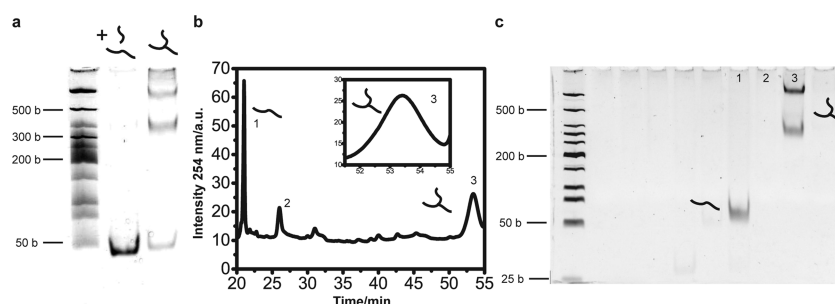 a
+
500 b
300 b
200 b
50 b
b
Intensity 254 nm/a.u.
70
60
50
40
30
20
10
0
20 25 30 35 40 45 50 55
Time/min
1
2
3
30
25
20
15
10
52 53 54 55
3
c
1 2 3
500 b
200 b
50 b
25 b